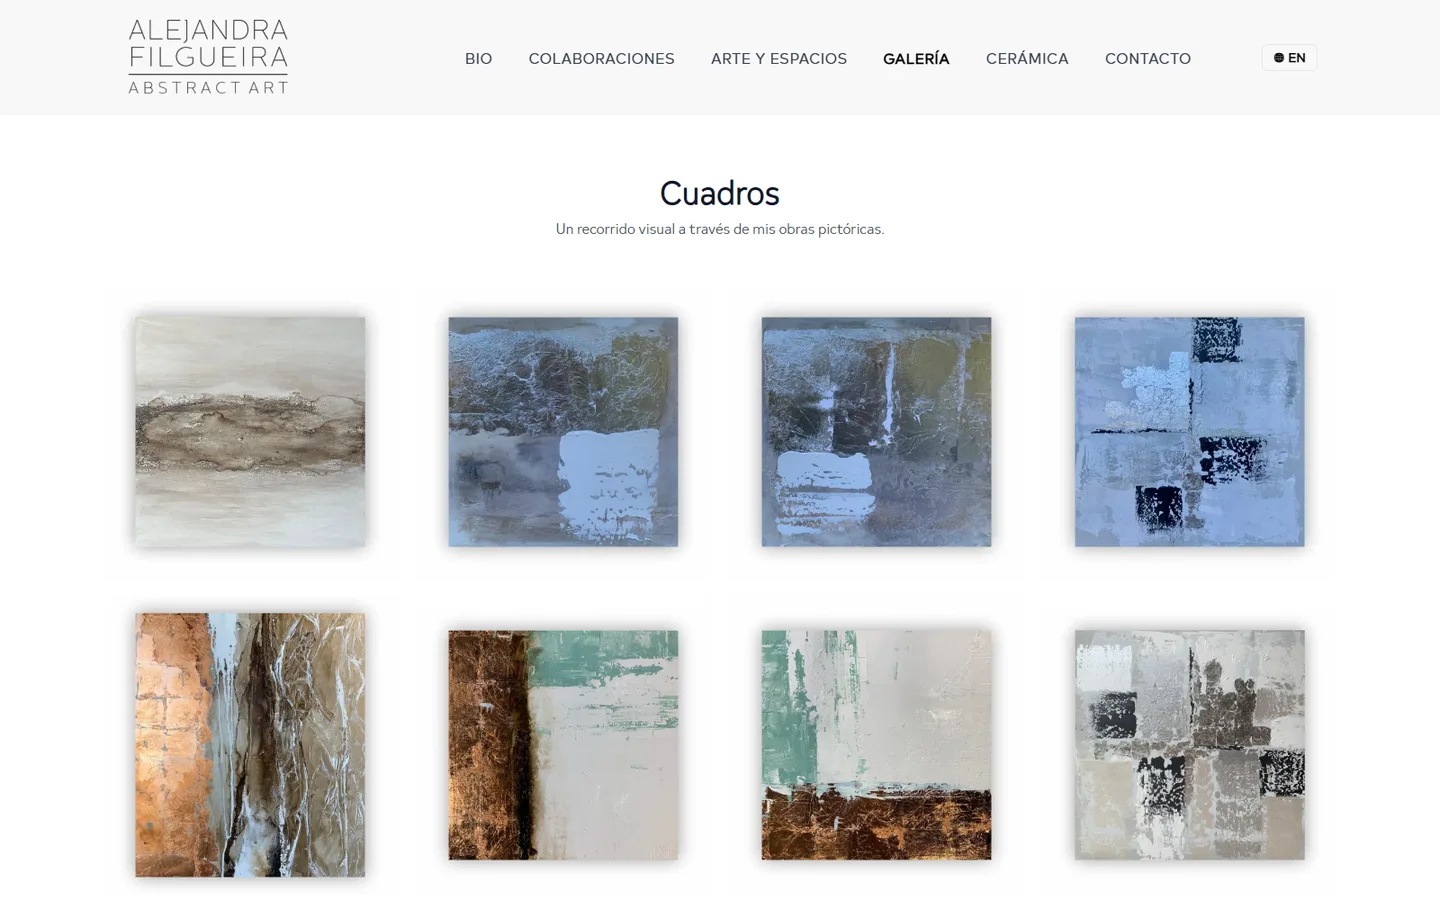 ALEJANDRA
FILGUEIRA
ABSTRACT ART
BIO COLABORACIONES ARTE Y ESPACIOS GALERÍA CERÁMICA CONTACTO EN
Cuadros
Un recorrido visual a través de mis obras pictóricas.